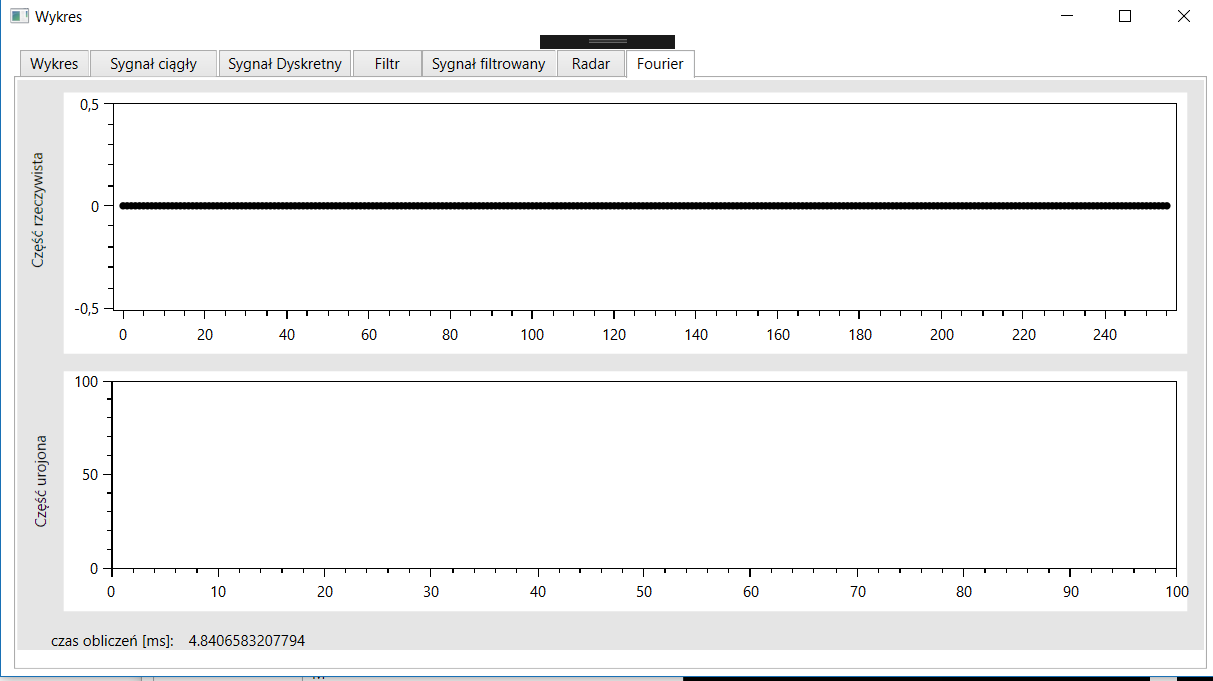 Wykres
Wykres Sygnał ciągły Sygnał Dyskretny Filtr Sygnał filtrowany Radar Fourier
Część rzeczywista
0,5
0
-0,5
0 20 40 60 80 100 120 140 160 180 200 220 240
Część urojona
100
50
0
0 10 20 30 40 50 60 70 80 90 100
czas obliczeń [ms]: 4.8406583207794